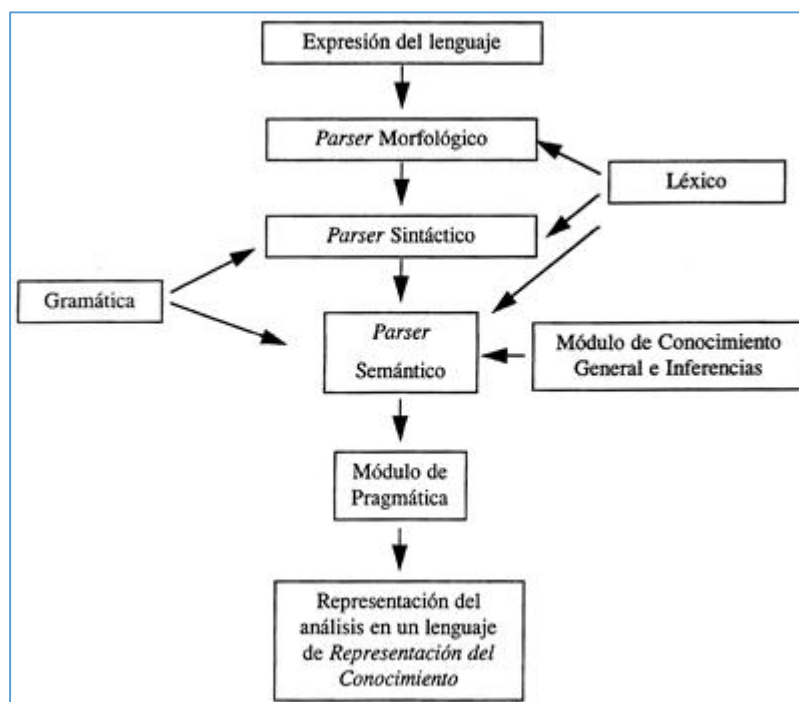 Expresión del lenguaje
Parser Morfológico
Léxico
Parser Sintáctico
Gramática
Parser
Semántico
Módulo de Conocimiento
General e Inferencias
Módulo de
Pragmática
Representación del
análisis en un lenguaje
de Representación del
Conocimiento